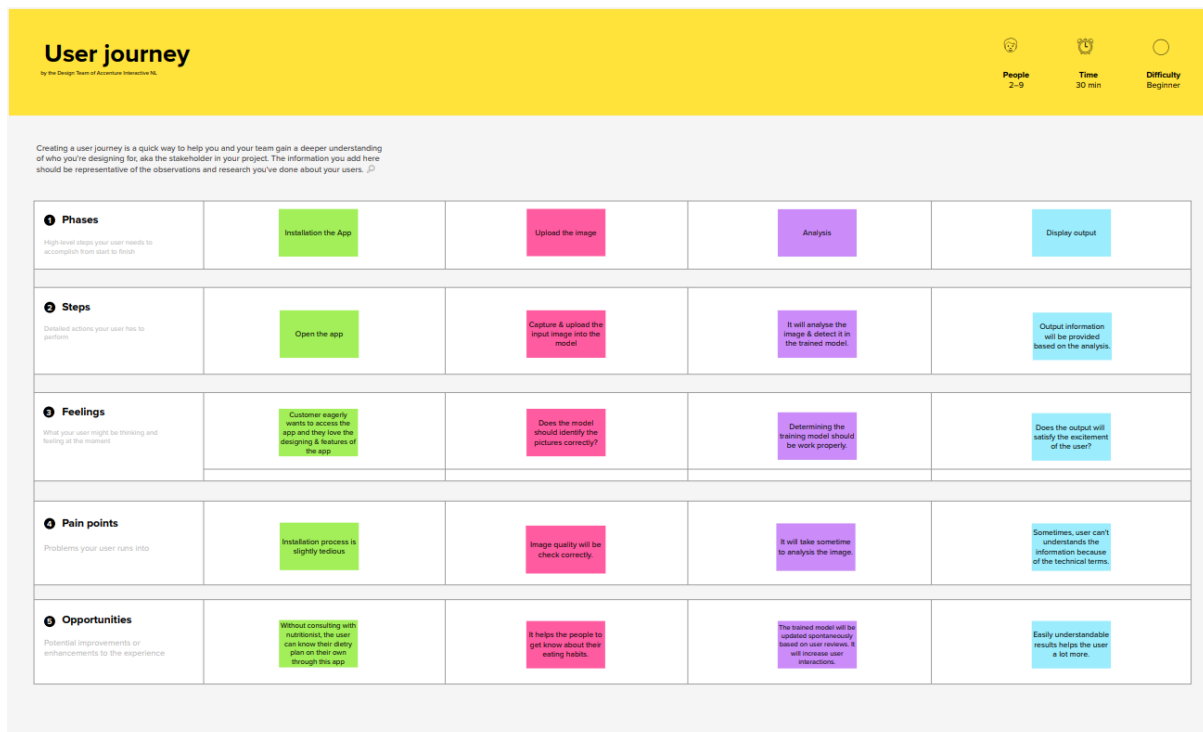 User journey
by the Design Team of Accenture Interactive NL
People
2–9
Time
30 min
Difficulty
Beginner
Creating a user journey is a quick way to help you and your team gain a deeper understanding
of who you're designing for, aka the stakeholder in your project. The information you add here
should be representative of the observations and research you've done about your users.
1 Phases
High-level steps your user needs to
accomplish from start to finish
Installation the App
Upload the image
Analysis
Display output
2 Steps
Detailed actions your user has to
perform
Open the app
Capture & upload the
input image into the
model
It will analyse the
image & detect it in
the trained model.
Output information
will be provided
based on the analysis.
3 Feelings
What your user might be thinking and
feeling at the moment
Customer eagerly
wants to access the
app and they love the
designing & features of
the app
Does the model
should identify the
pictures correctly?
Determining the
training model should
be work properly.
Does the output will
satisfy the excitement
of the user?
4 Pain points
Problems your user runs into
Installation process is
slightly tedious
Image quality will be
check correctly.
It will take sometime
to analysis the image.
Sometimes, user can't
understands the
information because
of the technical terms.
5 Opportunities
Potential improvements or
enhancements to the experience
Without consulting with
nutritionist, the user
can know their dietry
plan on their own
through this app
It helps the people to
get know about their
eating habits.
The trained model will be
updated spontaneously
based on user reviews. It
will increase user
interactions.
Easily understandable
results helps the user
a lot more.